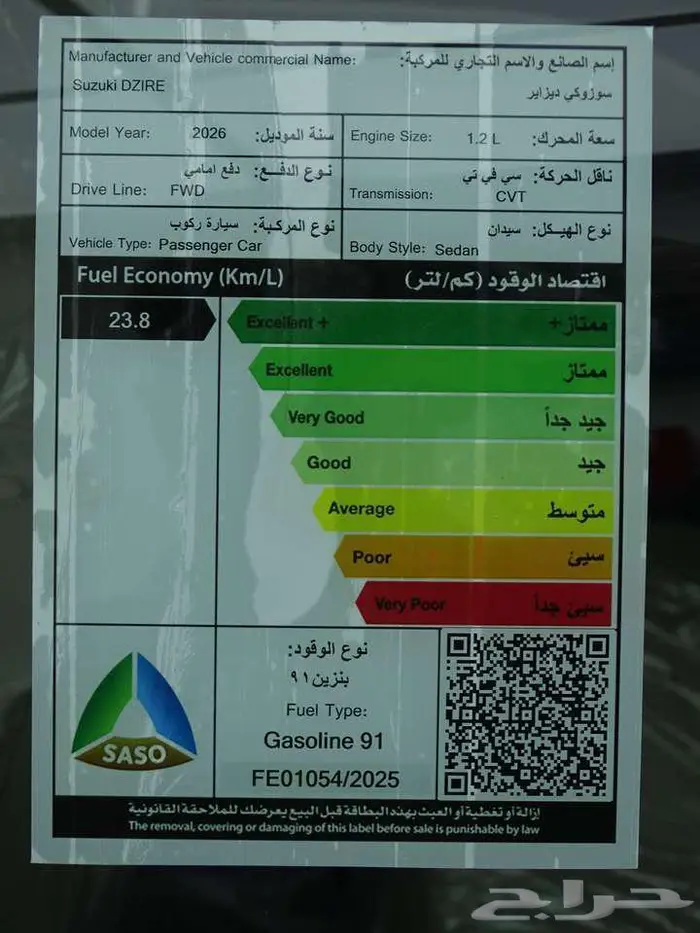 Manufacturer and Vehicle commercial Name: إسم الصانع والاسم التجاري للمركبة:
Suzuki DZIRE سوزوكي ديزاير
Model Year: 2026 سنة الموديل:
Engine Size: 1.2 L سعة المحرك:
نوع الدفـع: دفع امامي
Drive Line: FWD
ناقل الحركة: سي في تي
Transmission: CVT
نوع المركبة: سيارة ركوب
Vehicle Type: Passenger Car
نوع الهيكل: سيدان
Body Style: Sedan
Fuel Economy (Km/L) اقتصاد الوقود (كم/لتر)
23.8
Excellent + ممتاز+
Excellent ممتاز
Very Good جيد جداً
Good جيد
Average متوسط
Poor سيئ
Very Poor سيئ جداً
SASO
نوع الوقود:
بنزين ٩١
Fuel Type:
Gasoline 91
FE01054/2025
إزالة أو تغطية أو العبث بهذه البطاقة قبل البيع يعرضك للملاحقة القانونية
The removal, covering or damaging of this label before sale is punishable by law
حراج